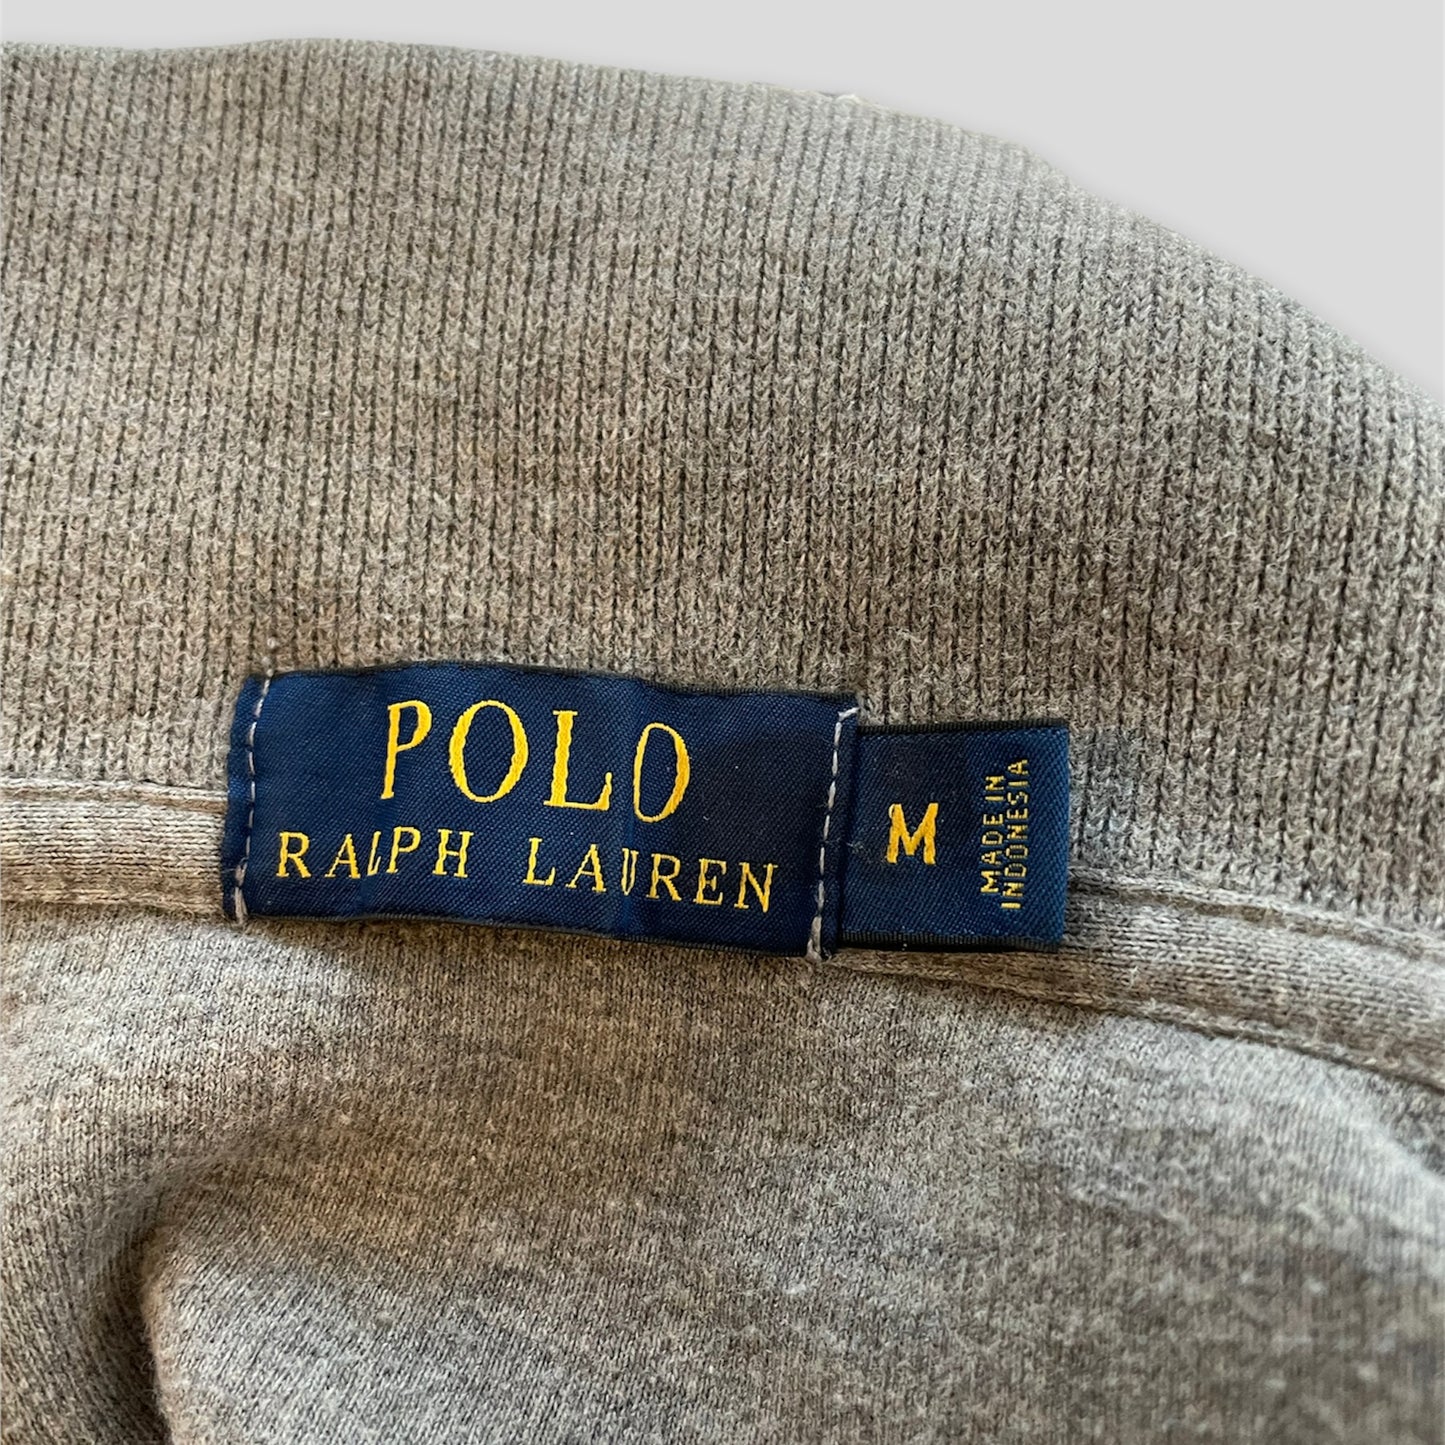 POLO
RALPH LAUREN
M
MADE IN
INDONESIA